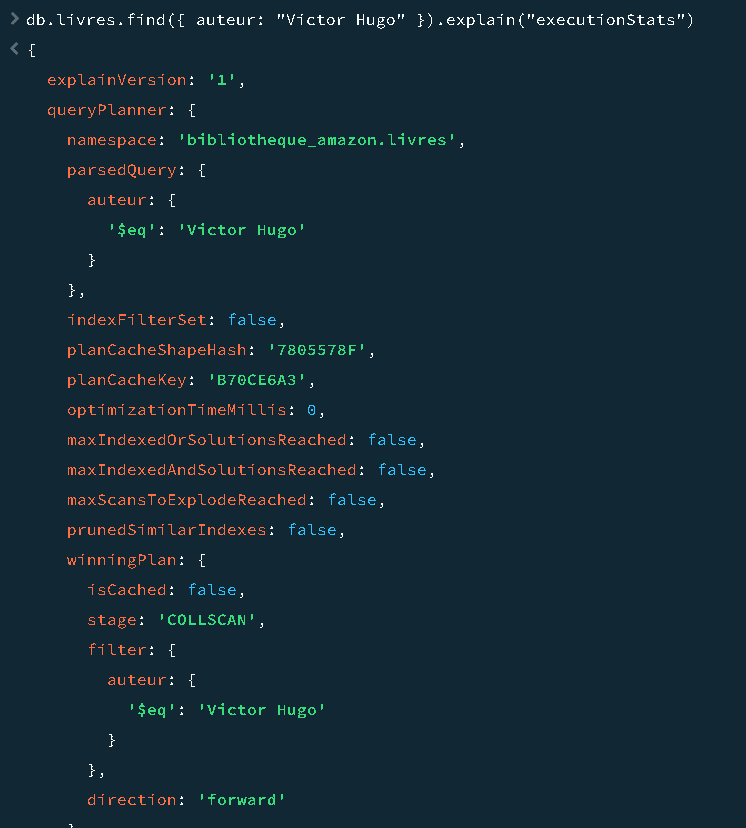 > db.livres.find({ auteur: "Victor Hugo" }).explain("executionStats")
< {
explainVersion: '1',
queryPlanner: {
namespace: 'bibliotheque_amazon.livres',
parsedQuery: {
auteur: {
'$eq': 'Victor Hugo'
}
},
indexFilterSet: false,
planCacheShapeHash: '7805578F',
planCacheKey: 'B70CE6A3',
optimizationTimeMillis: 0,
maxIndexedOrSolutionsReached: false,
maxIndexedAndSolutionsReached: false,
maxScansToExplodeReached: false,
prunedSimilarIndexes: false,
winningPlan: {
isCached: false,
stage: 'COLLSCAN',
filter: {
auteur: {
'$eq': 'Victor Hugo'
}
},
direction: 'forward'